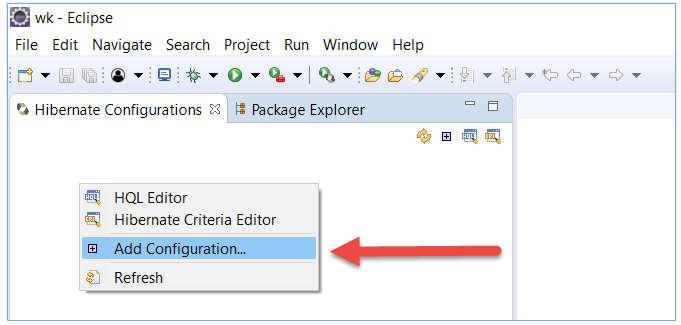 wk - Eclipse
File Edit Navigate Search Project Run Window Help
Hibernate Configurations Package Explorer
HQL Editor
Hibernate Criteria Editor
Add Configuration...
Refresh